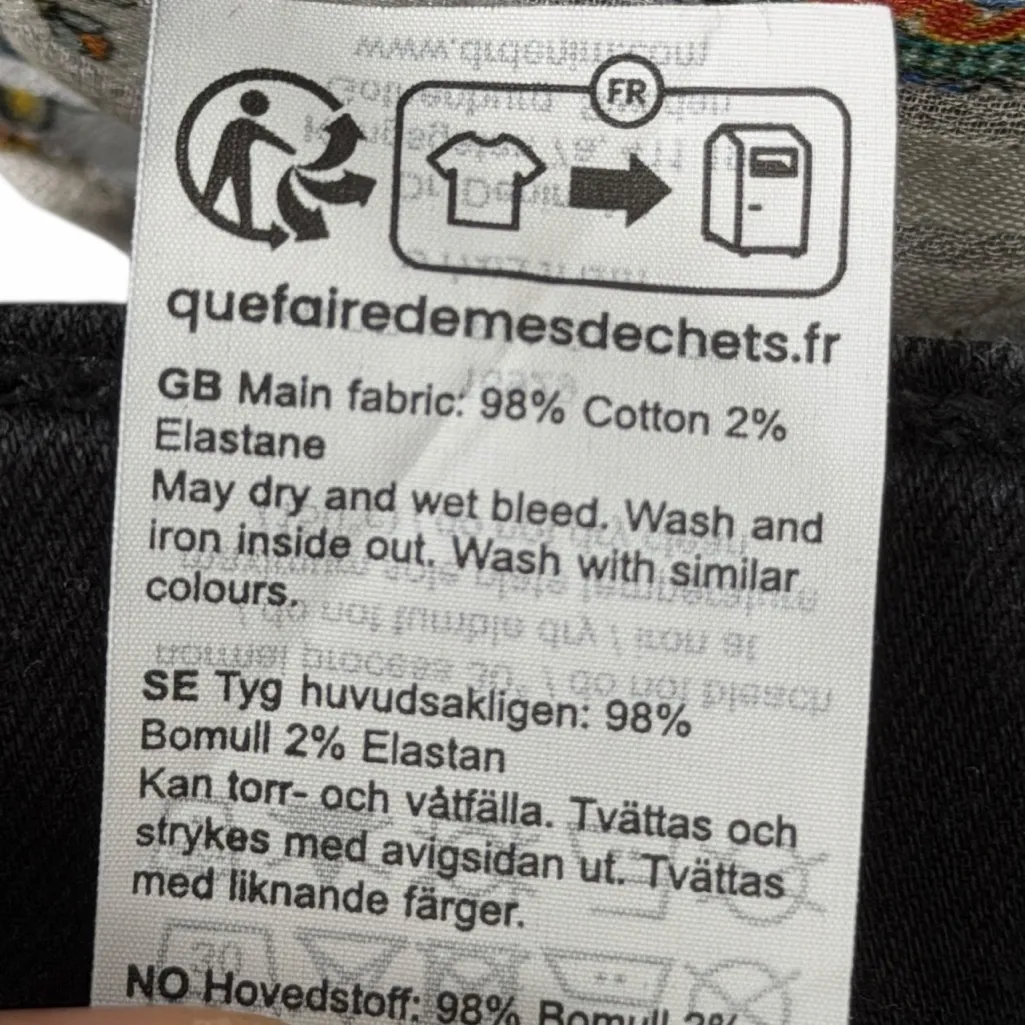 FR
quefairedemesdechets.fr
GB Main fabric: 98% Cotton 2%
Elastane
May dry and wet bleed. Wash and
iron inside out. Wash with similar
colours.
SE Tyg huvudsakligen: 98%
Bomull 2% Elastan
Kan torr- och våtfälla. Tvättas och
strykes med avigsidan ut. Tvättas
med liknande färger.
NO Hovedstoff: 98% Bomull 2%